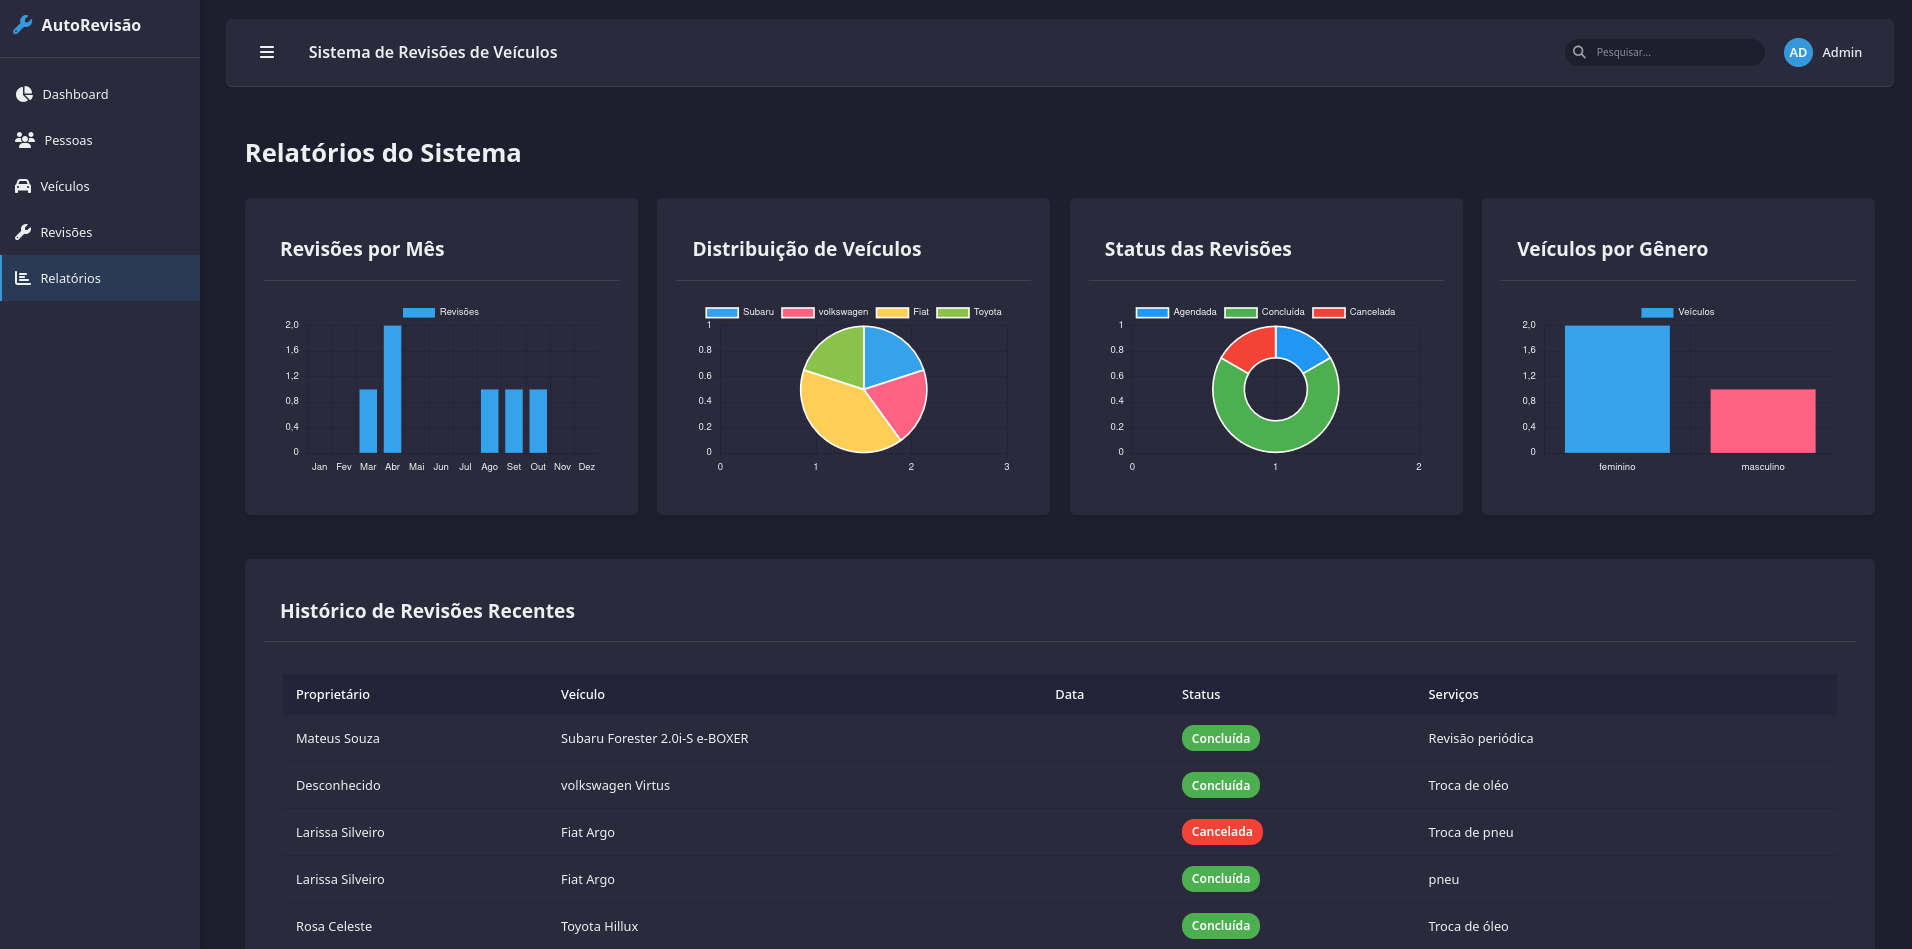 AutoRevisão
Dashboard
Pessoas
Veículos
Revisões
Relatórios
Sistema de Revisões de Veículos
Pesquisar...
AD Admin
Relatórios do Sistema
Revisões por Mês
Revisões
2,0
1,6
1,2
0,8
0,4
0
Jan Fev Mar Abr Mai Jun Jul Ago Set Out Nov Dez
Distribuição de Veículos
Subaru volkswagen Fiat Toyota
1
0.8
0.6
0.4
0.2
0
0 1 2 3
Status das Revisões
Agendada Concluída Cancelada
1
0.8
0.6
0.4
0.2
0
0 1 2
Veículos por Gênero
Veículos
2,0
1,6
1,2
0,8
0,4
0
feminino masculino
Histórico de Revisões Recentes
Proprietário Veículo Data Status Serviços
Mateus Souza Subaru Forester 2.0i-S e-BOXER Concluída Revisão periódica
Desconhecido volkswagen Virtus Concluída Troca de oléo
Larissa Silveiro Fiat Argo Cancelada Troca de pneu
Larissa Silveiro Fiat Argo Concluída pneu
Rosa Celeste Toyota Hillux Concluída Troca de óleo